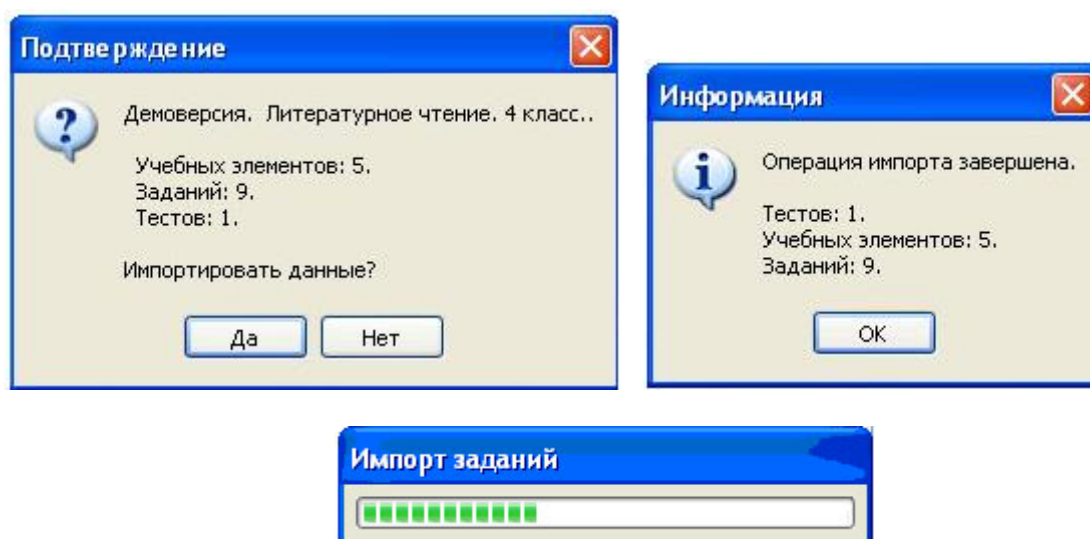 Подтверждение
Демоверсия. Литературное чтение. 4 класс..
Учебных элементов: 5.
Заданий: 9.
Тестов: 1.
Импортировать данные?
Да
Нет
Информация
Операция импорта завершена.
Тестов: 1.
Учебных элементов: 5.
Заданий: 9.
OK
Импорт заданий